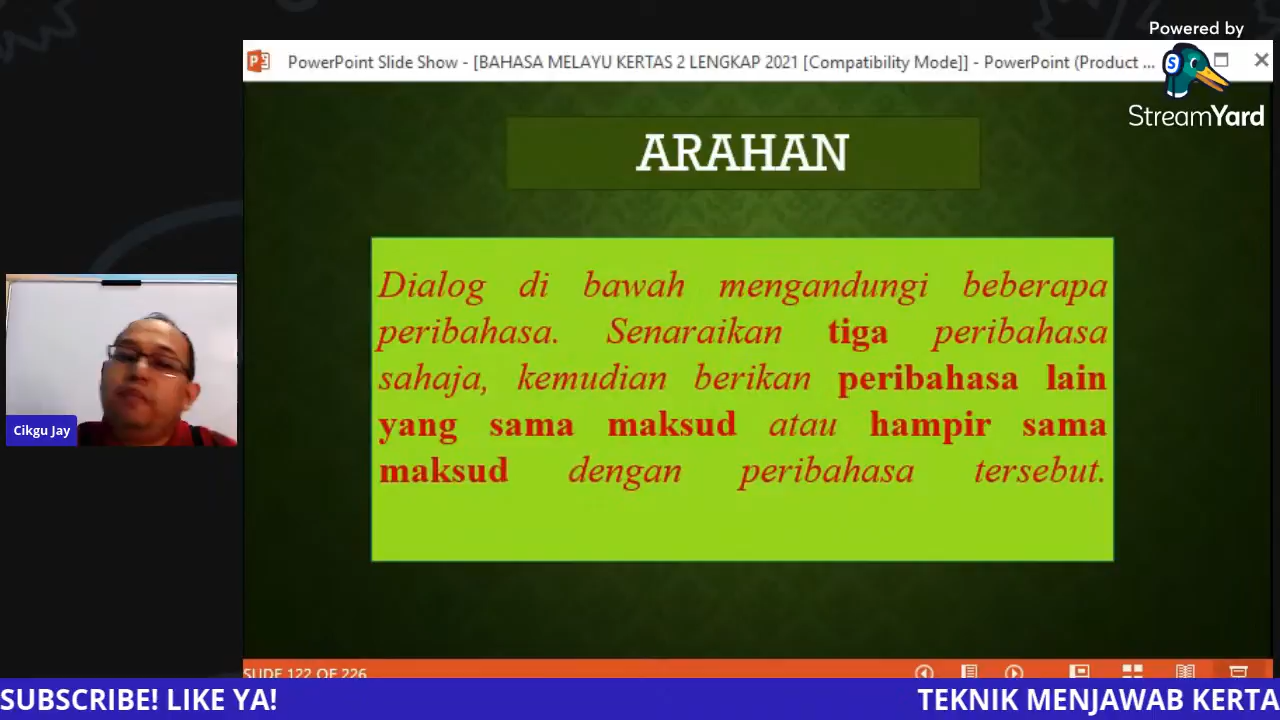 Powered by
PowerPoint Slide Show - [BAHASA MELAYU KERTAS 2 LENGKAP 2021 [Compatibility Mode]] - PowerPoint (Product ...
StreamYard
ARAHAN
Dialog di bawah mengandungi beberapa
peribahasa. Senaraikan tiga peribahasa
sahaja, kemudian berikan peribahasa lain
yang sama maksud atau hampir sama
maksud dengan peribahasa tersebut.
Cikgu Jay
SLIDE 122 OF 226
SUBSCRIBE! LIKE YA!
TEKNIK MENJAWAB KERTA